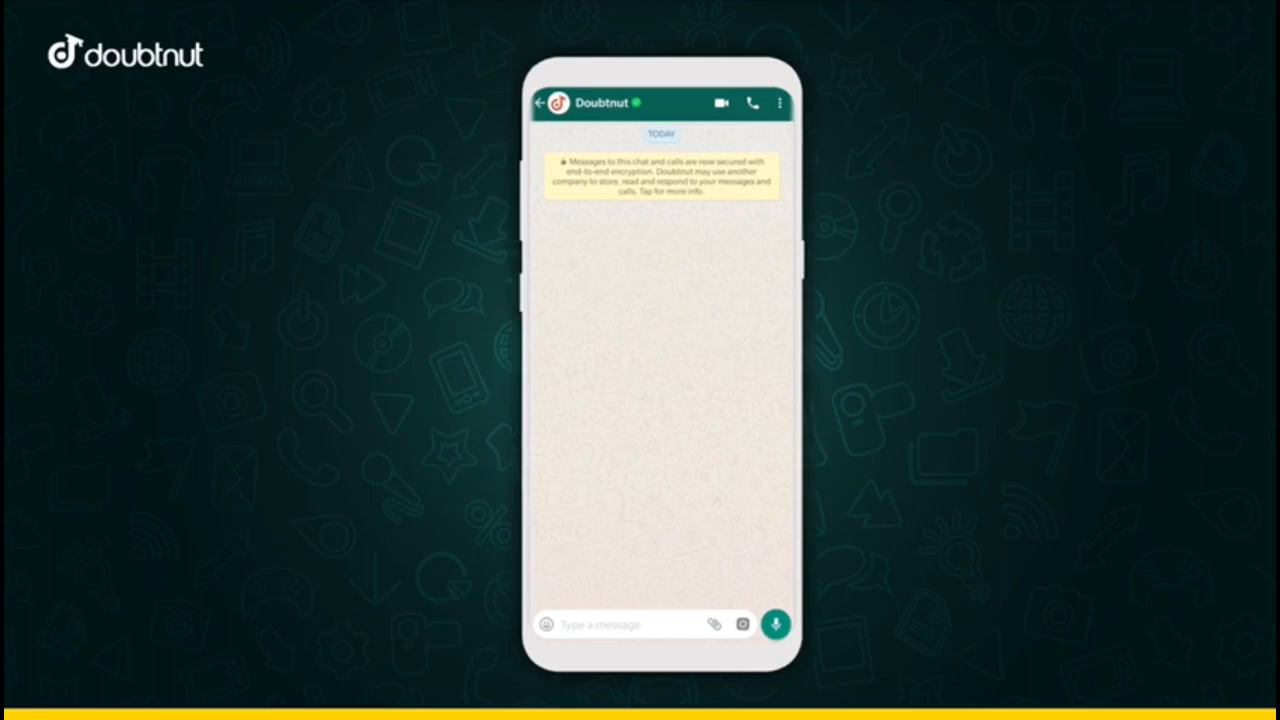 doubtnut
Doubtnut
TODAY
Messages to this chat and calls are now secured with
end-to-end encryption. Doubtnut may use another
company to store, read and respond to your messages and
calls. Tap for more info.
Type a message